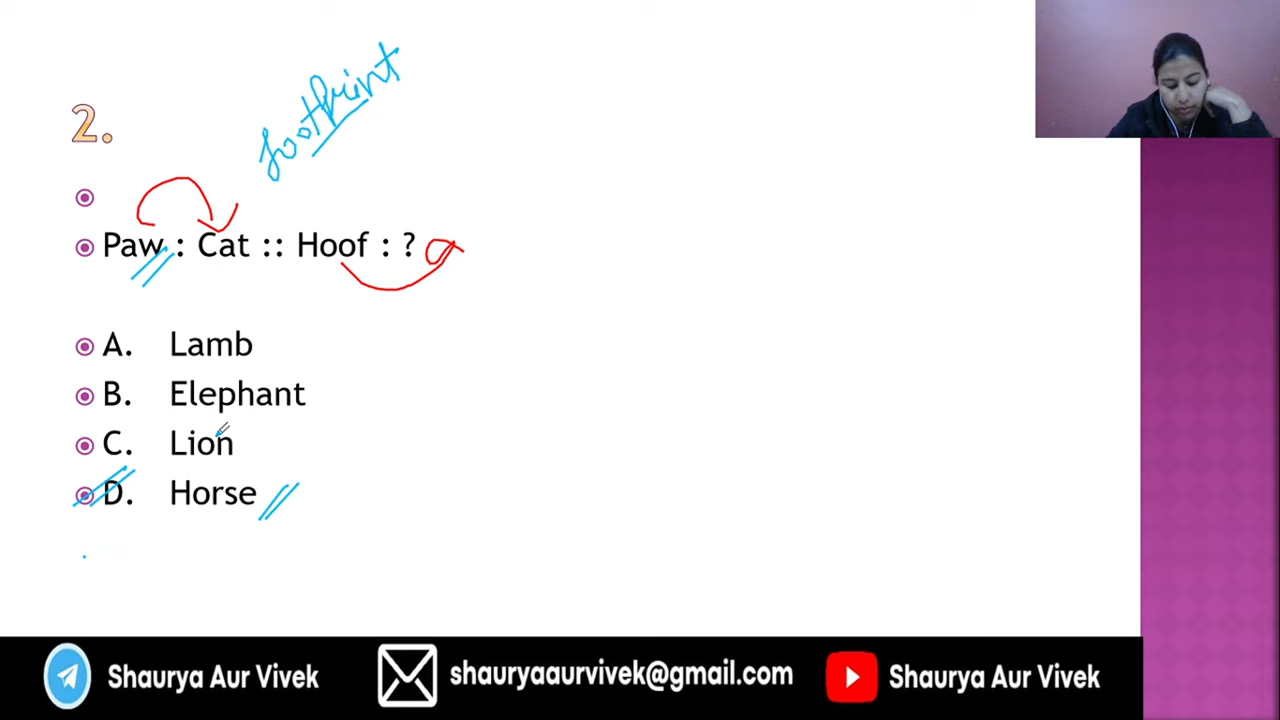 footprint
2.
Paw : Cat :: Hoof : ?
A. Lamb
B. Elephant
C. Lion
D. Horse
Shaurya Aur Vivek
shauryaaurvivek@gmail.com
Shaurya Aur Vivek